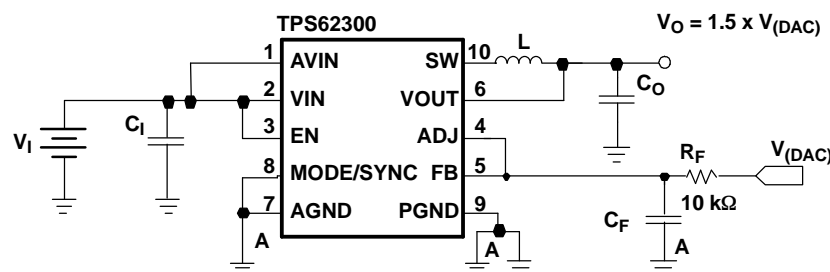 TPS62300
V_O = 1.5 x V_(DAC)
1 AVIN SW 10 L
2 VIN VOUT 6
3 EN ADJ 4
8 MODE/SYNC FB 5
7 AGND PGND 9
V_I
C_I
C_O
R_F
10 kΩ
V_(DAC)
C_F
A
A
A